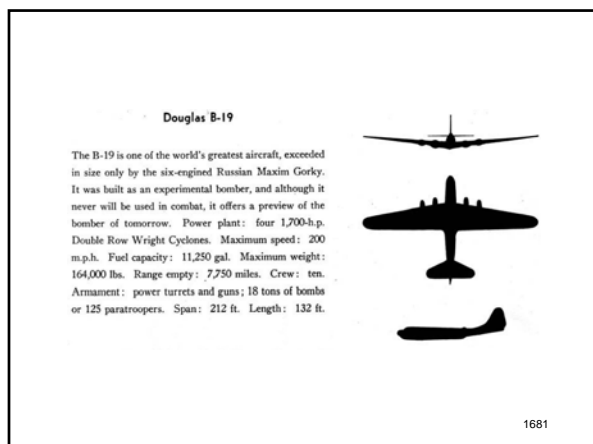 Douglas B-19
The B-19 is one of the world's greatest aircraft, exceeded
in size only by the six-engined Russian Maxim Gorky.
It was built as an experimental bomber, and although it
never will be used in combat, it offers a preview of the
bomber of tomorrow. Power plant: four 1,700-h.p.
Double Row Wright Cyclones. Maximum speed: 200
m.p.h. Fuel capacity: 11,250 gal. Maximum weight:
164,000 lbs. Range empty: 7,750 miles. Crew: ten.
Armament: power turrets and guns; 18 tons of bombs
or 125 paratroopers. Span: 212 ft. Length: 132 ft.
1681